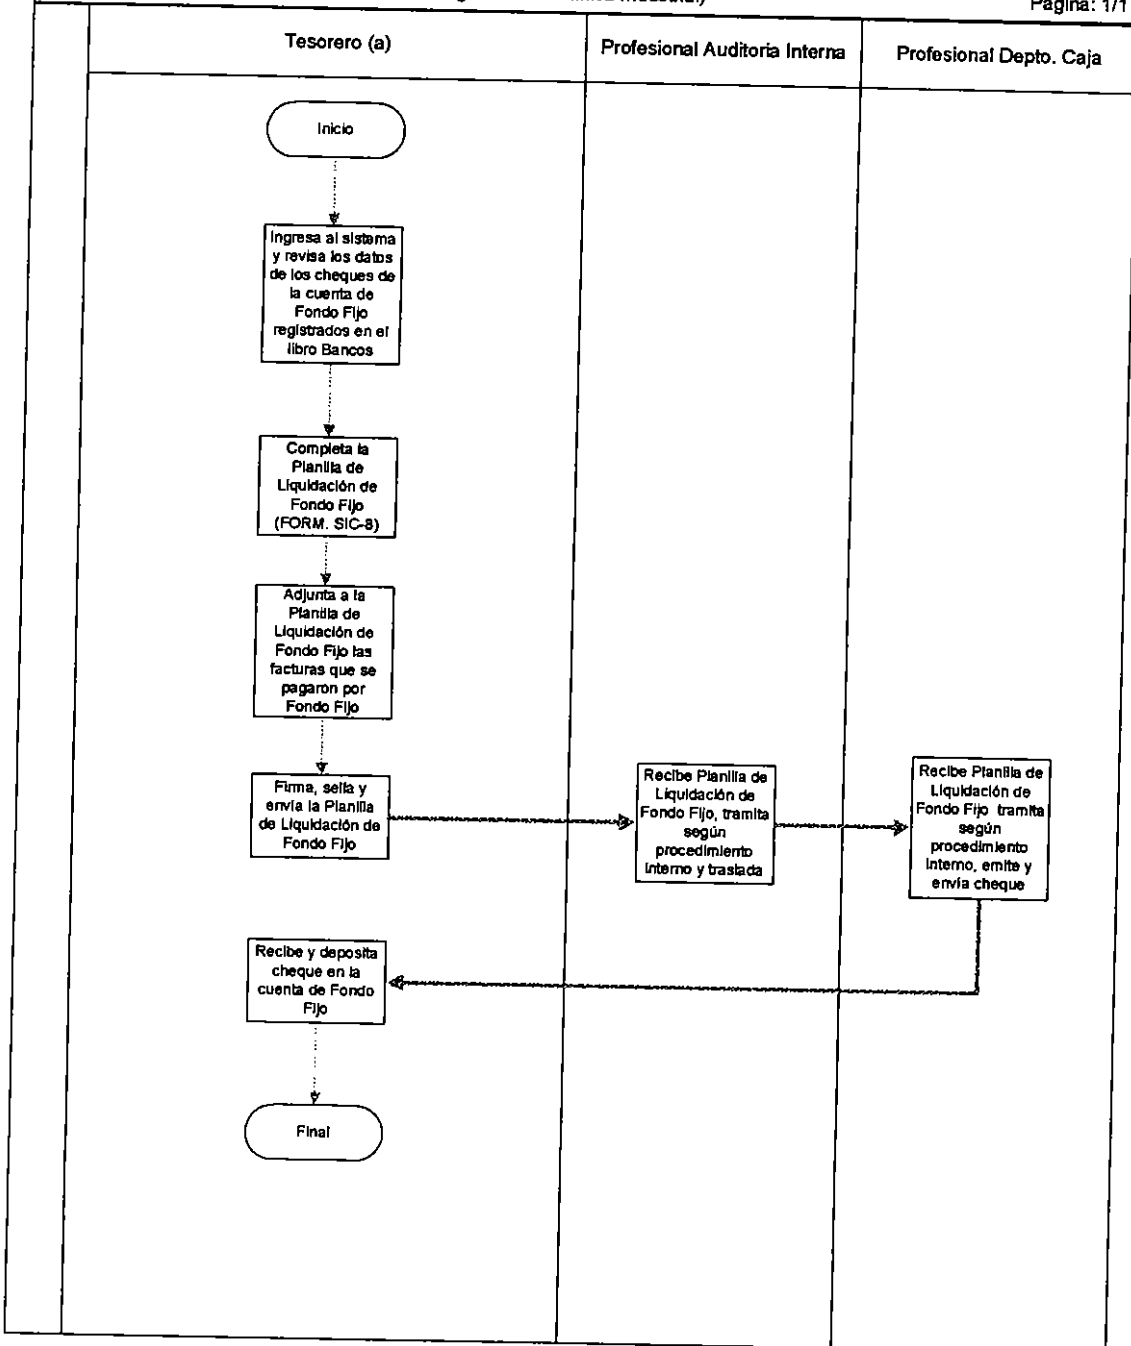 Pagina: 1/1
Tesorero (a)
Profesional Auditoria Interna
Profesional Depto. Caja
Inicio
Ingresa al sistema
y revisa los datos
de los cheques de
la cuenta de
Fondo Fijo
registrados en el
libro Bancos
Completa la
Planilla de
Liquidación de
Fondo Fijo
(FORM. SIC-8)
Adjunta a la
Planilla de
Liquidación de
Fondo Fijo las
facturas que se
pagaron por
Fondo Fijo
Firma, sella y
envía la Planilla
de Liquidación de
Fondo Fijo
Recibe Planilla de
Liquidación de
Fondo Fijo, tramita
según
procedimiento
interno y traslada
Recibe Planilla de
Liquidación de
Fondo Fijo tramita
según
procedimiento
interno, emite y
envía cheque
Recibe y deposita
cheque en la
cuenta de Fondo
Fijo
Final